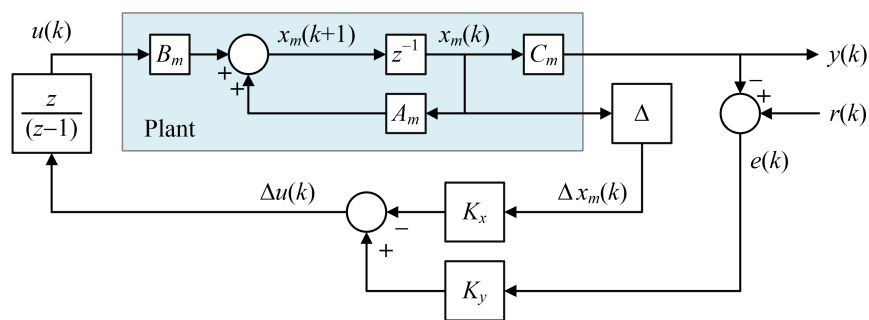 u(k)
B_m
x_m(k+1)
z⁻¹
x_m(k)
C_m
y(k)
+
+
−
+
z
(z−1)
A_m
Δ
r(k)
Plant
e(k)
Δu(k)
K_x
Δx_m(k)
−
+
K_y